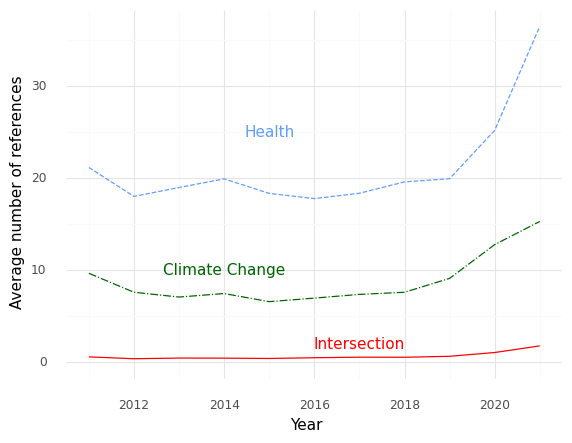 Average number of references
30
20
10
0
Health
Climate Change
Intersection
2012
2014
2016
2018
2020
Year